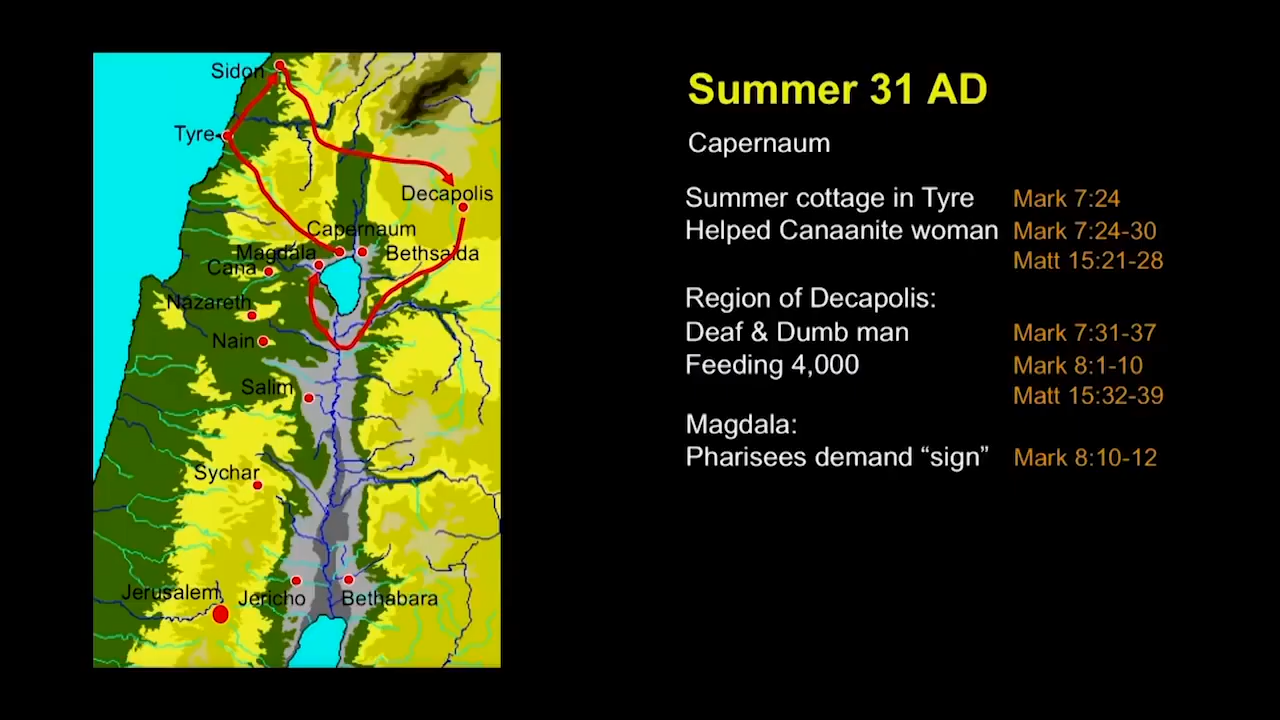 Sidon
Tyre
Decapolis
Capernaum
Magdala
Bethsaida
Cana
Nazareth
Nain
Salim
Sychar
Jerusalem
Jericho
Bethabara
Summer 31 AD
Capernaum
Summer cottage in Tyre Mark 7:24
Helped Canaanite woman Mark 7:24-30
Matt 15:21-28
Region of Decapolis:
Deaf & Dumb man Mark 7:31-37
Feeding 4,000 Mark 8:1-10
Matt 15:32-39
Magdala:
Pharisees demand “sign” Mark 8:10-12